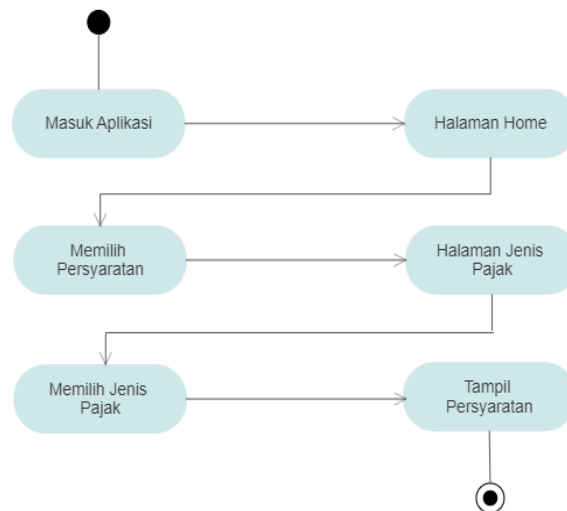 Masuk Aplikasi
Halaman Home
Memilih
Persyaratan
Halaman Jenis
Pajak
Memilih Jenis
Pajak
Tampil
Persyaratan